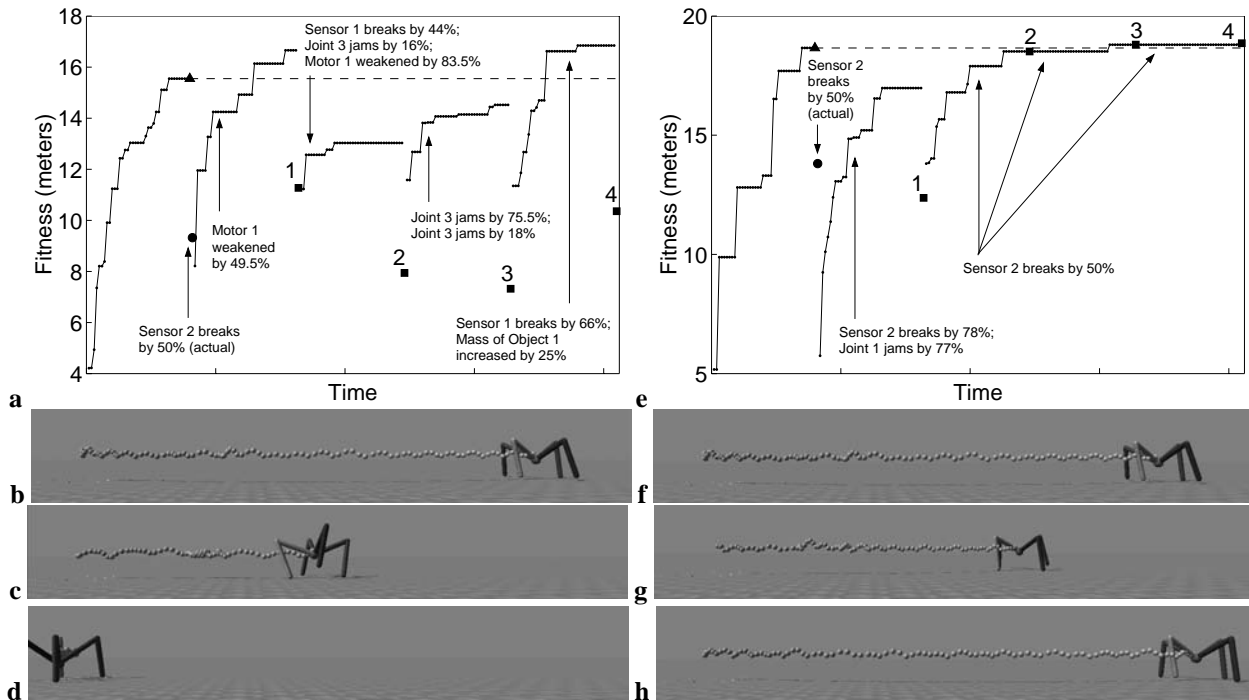 18
16
14
12
10
8
6
4
Fitness (meters)
Sensor 1 breaks by 44%;
Joint 3 jams by 16%;
Motor 1 weakened by 83.5%
1
2
3
4
Motor 1
weakened
by 49.5%
Joint 3 jams by 75.5%;
Joint 3 jams by 18%
Sensor 2 breaks
by 50% (actual)
Sensor 1 breaks by 66%;
Mass of Object 1
increased by 25%
Time
a
20
15
10
5
Fitness (meters)
Sensor 2
breaks
by 50%
(actual)
1
2
3
4
Sensor 2 breaks by 50%
Sensor 2 breaks by 78%;
Joint 1 jams by 77%
Time
e
b
f
c
g
d
h